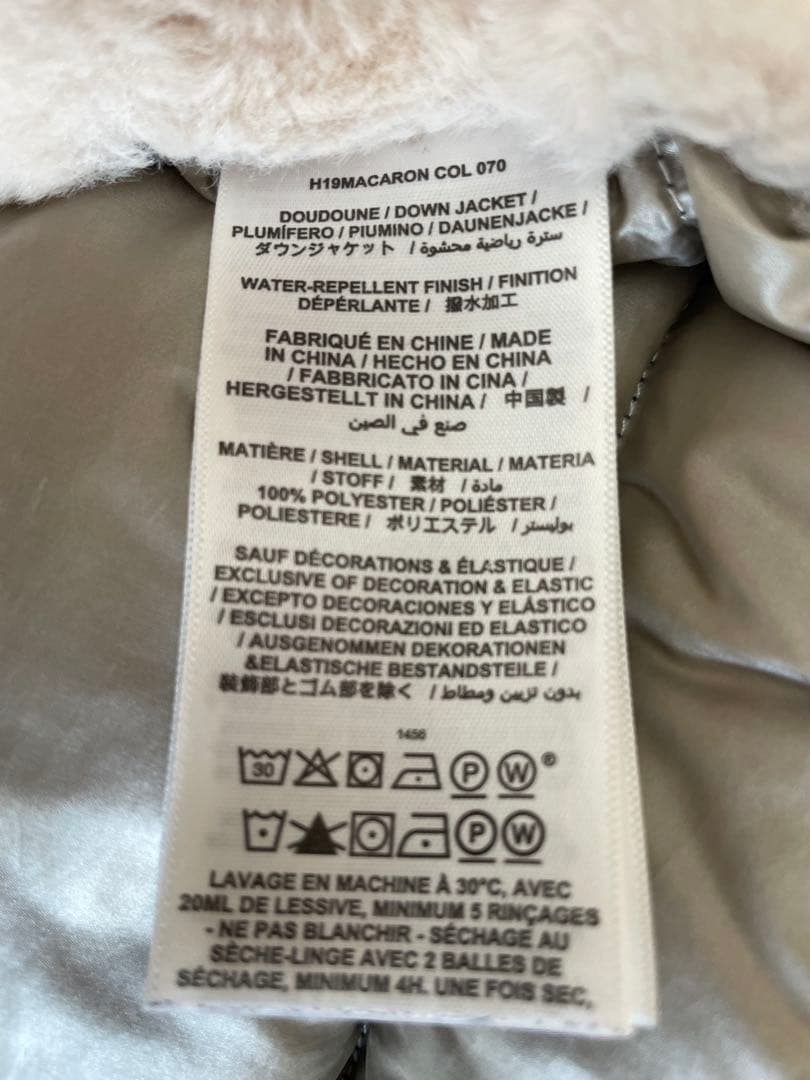 H19MACARON COL 070
DOUDOUNE / DOWN JACKET /
PLUMÍFERO / PIUMINO / DAUNENJACKE /
ダウンジャケット / سترة رياضية محشوة
WATER-REPELLENT FINISH / FINITION
DÉPÉRLANTE / 撥水加工
FABRIQUÉ EN CHINE / MADE
IN CHINA / HECHO EN CHINA
/ FABBRICATO IN CINA /
HERGESTELLT IN CHINA / 中国製 /
صنع في الصين
MATIÈRE / SHELL / MATERIAL / MATERIA
/ STOFF / 素材 / مادة
100% POLYESTER / POLIÉSTER /
POLIESTERE / ポリエステル / بوليستر
SAUF DÉCORATIONS & ÉLASTIQUE /
EXCLUSIVE OF DECORATION & ELASTIC
/ EXCEPTO DECORACIONES Y ELÁSTICO
/ ESCLUSI DECORAZIONI ED ELASTICO
/ AUSGENOMMEN DEKORATIONEN
&ELASTISCHE BESTANDSTEILE /
装飾部とゴム部を除く / بدون تزيين ومطاط
1456
30 P W ®
P W
LAVAGE EN MACHINE À 30°C, AVEC
20ML DE LESSIVE, MINIMUM 5 RINÇAGES
- NE PAS BLANCHIR - SÉCHAGE AU
SÈCHE-LINGE AVEC 2 BALLES DE
SÉCHAGE, MINIMUM 4H. UNE FOIS SEC,